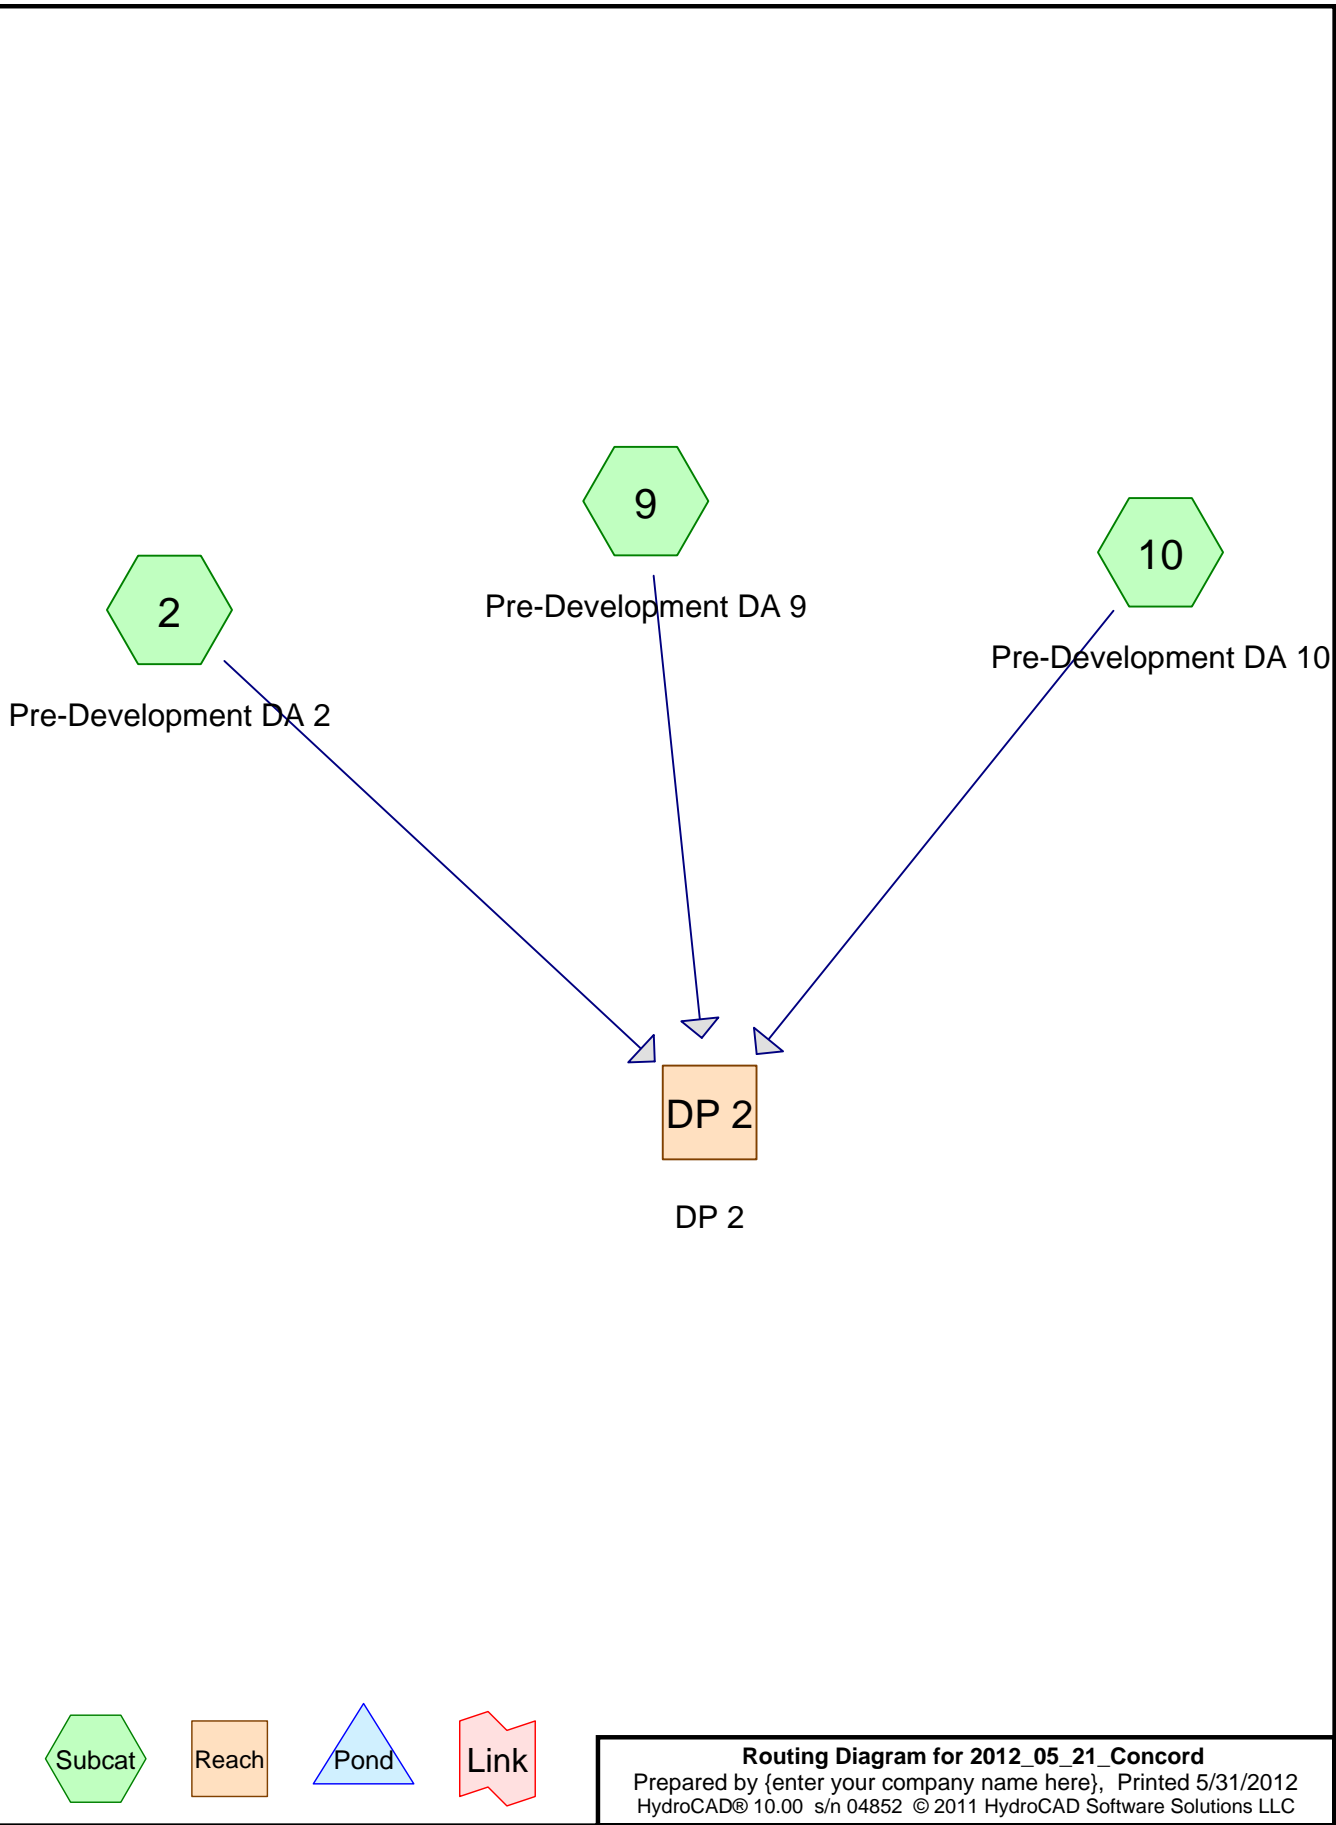 9
10
2
Pre-Development DA 9
Pre-Development DA 10
Pre-Development DA 2
DP 2
DP 2
Subcat
Reach
Pond
Link
Routing Diagram for 2012_05_21_Concord
Prepared by {enter your company name here}, Printed 5/31/2012
HydroCAD® 10.00 s/n 04852 © 2011 HydroCAD Software Solutions LLC